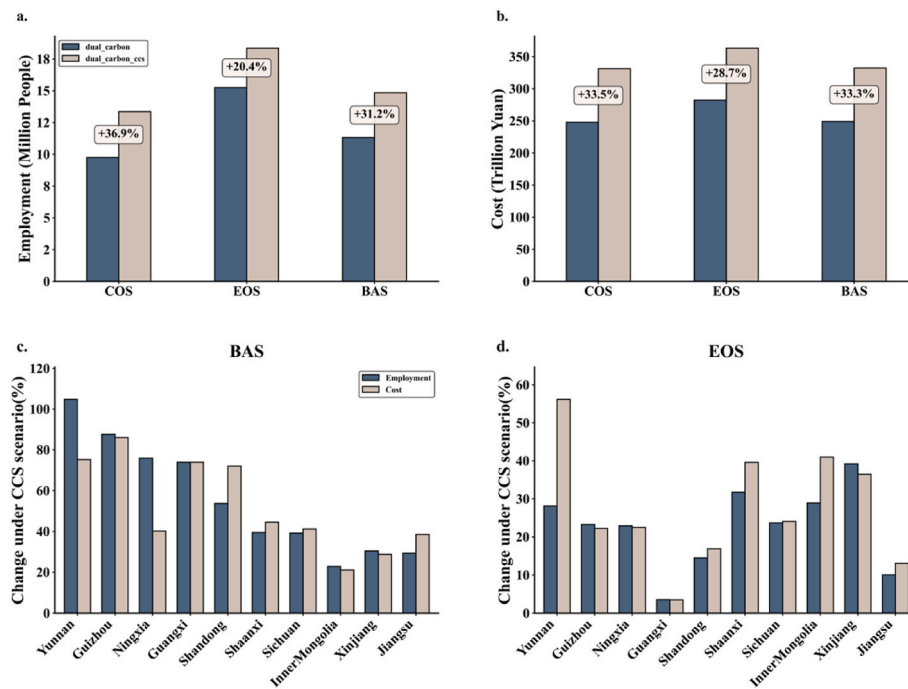 a.
Employment (Million People)
18
15
12
10
8
5
2
0
dual_carbon
dual_carbon_ccs
+36.9%
+20.4%
+31.2%
COS
EOS
BAS
b.
Cost (Trillion Yuan)
350
300
250
200
150
100
50
0
+33.5%
+28.7%
+33.3%
COS
EOS
BAS
c.
BAS
Change under CCS scenario(%)
120
100
80
60
40
20
0
Employment
Cost
Yunnan
Guizhou
Ningxia
Guangxi
Shandong
Shaanxi
Sichuan
InnerMongolia
Xinjiang
Jiangsu
d.
EOS
Change under CCS scenario(%)
60
50
40
30
20
10
0
Yunnan
Guizhou
Ningxia
Guangxi
Shandong
Shaanxi
Sichuan
InnerMongolia
Xinjiang
Jiangsu